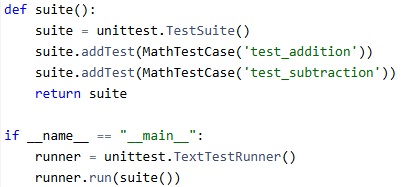 def suite():
    suite = unittest.TestSuite()
    suite.addTest(MathTestCase('test_addition'))
    suite.addTest(MathTestCase('test_subtraction'))
    return suite

if __name__ == "__main__":
    runner = unittest.TextTestRunner()
    runner.run(suite())